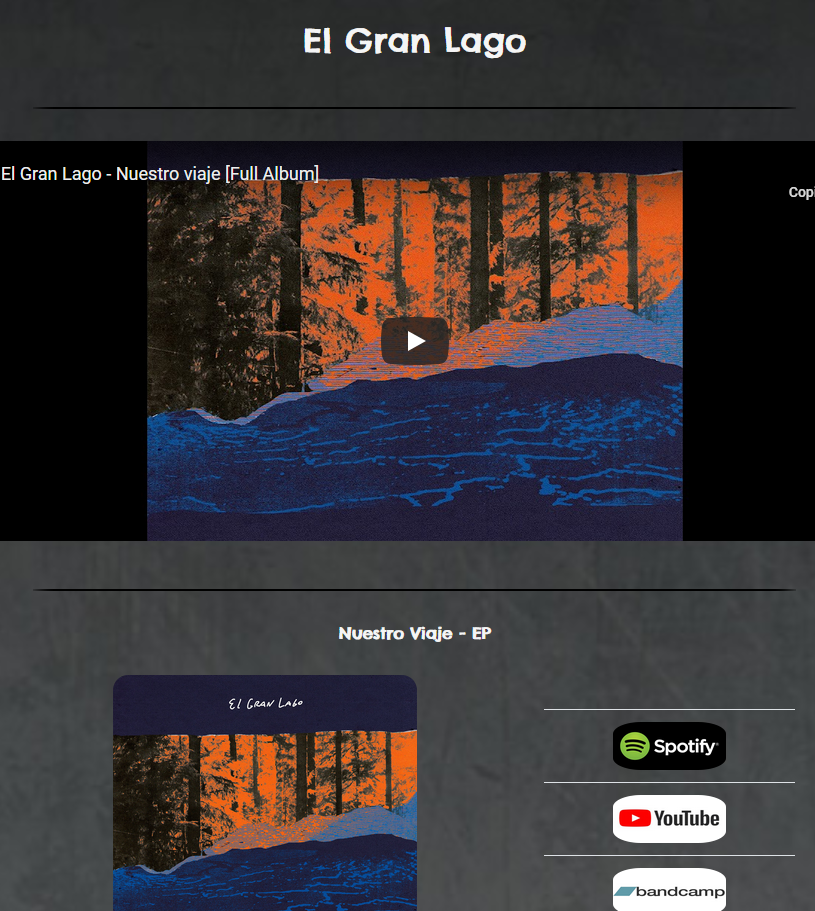 El Gran Lago
El Gran Lago - Nuestro viaje [Full Album]
Copi
Nuestro Viaje - EP
El Gran Lago
Spotify®
YouTube
bandcamp